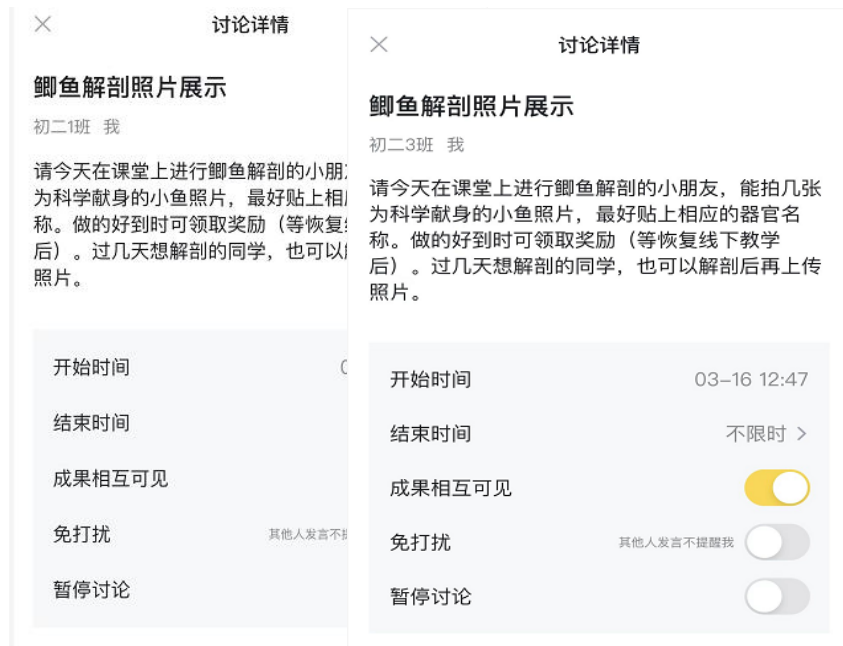 讨论详情
鲫鱼解剖照片展示
初二1班 我
请今天在课堂上进行鲫鱼解剖的小朋
为科学献身的小鱼照片，最好贴上相
称。做的好到时可领取奖励（等恢复
后）。过几天想解剖的同学，也可以
照片。
开始时间
结束时间
成果相互可见
免打扰 其他人发言不
暂停讨论
讨论详情
鲫鱼解剖照片展示
初二3班 我
请今天在课堂上进行鲫鱼解剖的小朋友，能拍几张
为科学献身的小鱼照片，最好贴上相应的器官名
称。做的好到时可领取奖励（等恢复线下教学
后）。过几天想解剖的同学，也可以解剖后再上传
照片。
开始时间 03-16 12:47
结束时间 不限时 >
成果相互可见
免打扰 其他人发言不提醒我
暂停讨论